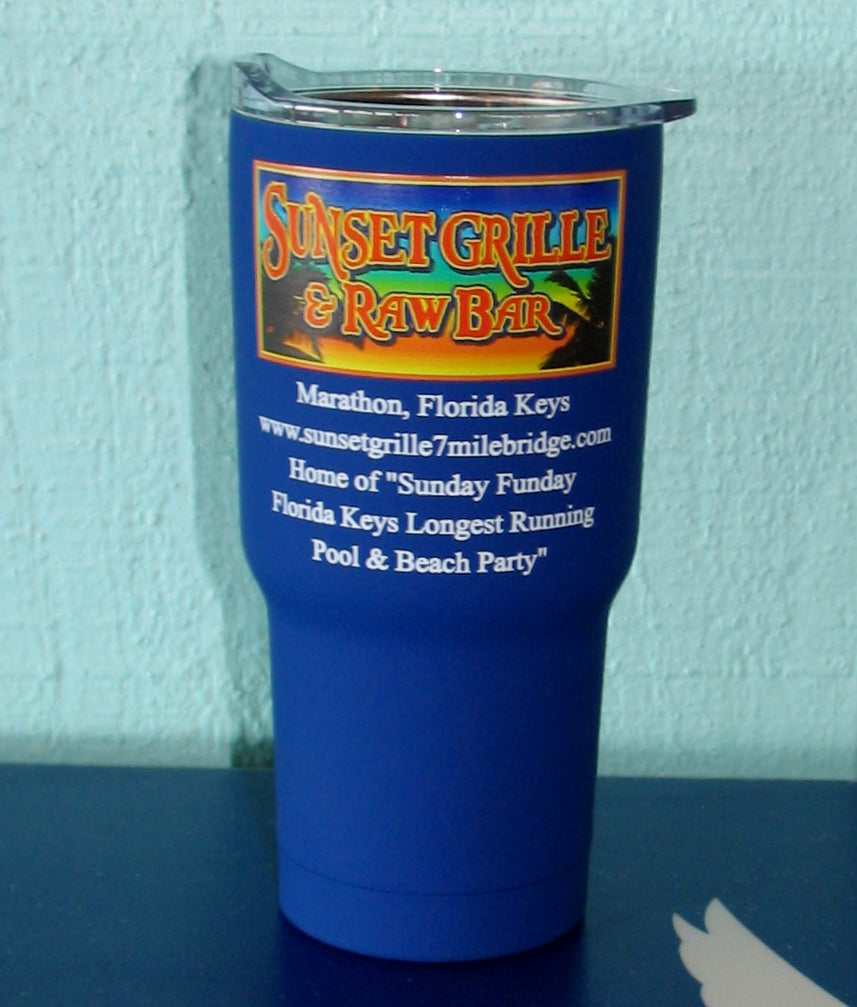 SUNSET GRILLE
& RAW BAR
Marathon, Florida Keys
www.sunsetgrille7milebridge.com
Home of "Sunday Funday
Florida Keys Longest Running
Pool & Beach Party"